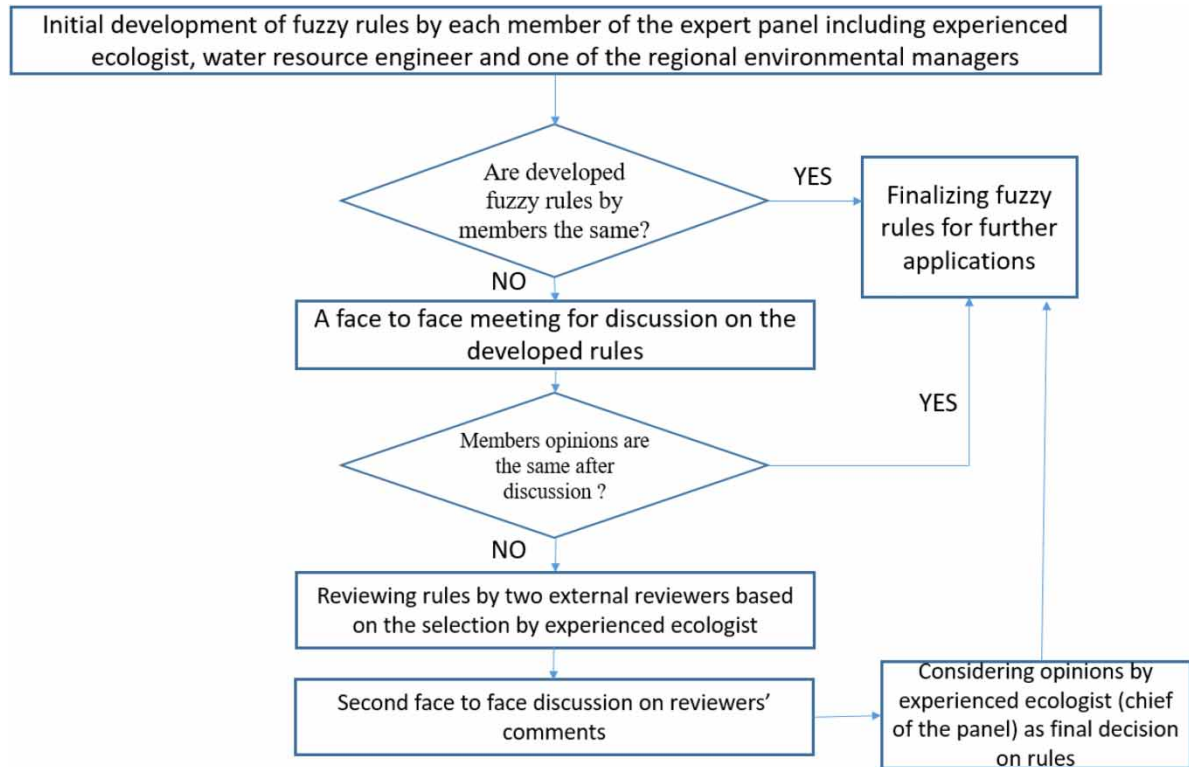 Initial development of fuzzy rules by each member of the expert panel including experienced
ecologist, water resource engineer and one of the regional environmental managers
Are developed
fuzzy rules by
members the same?
YES
Finalizing fuzzy
rules for further
applications
NO
A face to face meeting for discussion on the
developed rules
YES
Members opinions are
the same after
discussion ?
NO
Reviewing rules by two external reviewers based
on the selection by experienced ecologist
Second face to face discussion on reviewers’
comments
Considering opinions by
experienced ecologist (chief
of the panel) as final decision
on rules